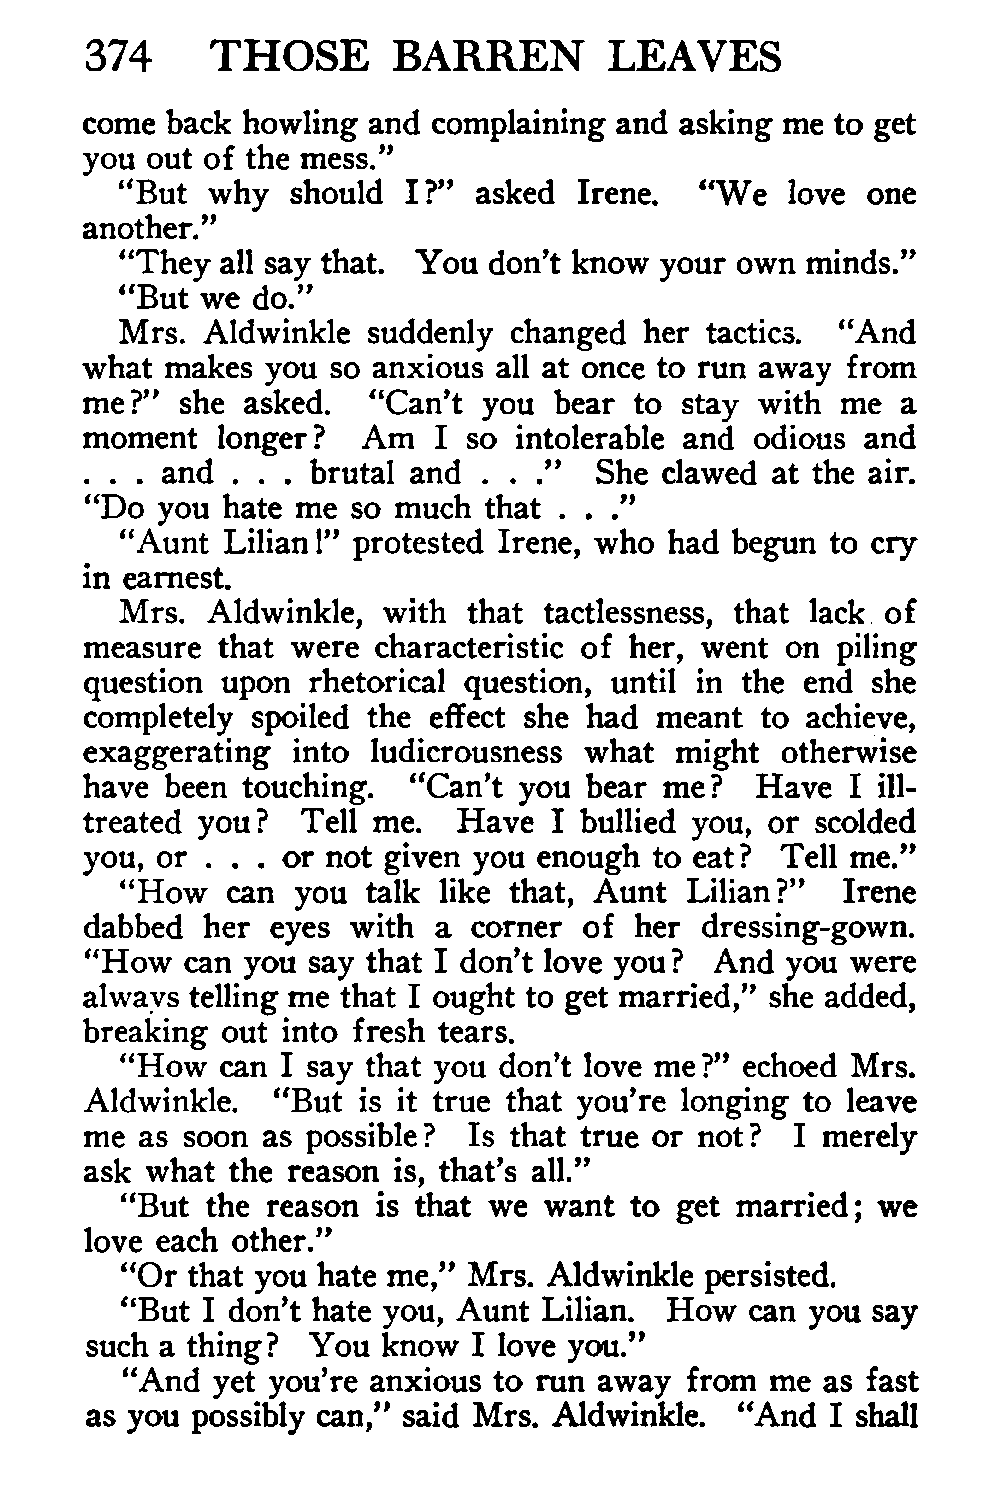 374 THOSE BARREN LEAVES
come back howling and complaining and asking me to get
you out of the mess.”
“But why should I?” asked Irene. “We love one
another.”
“They all say that. You don’t know your own minds.”
“But we do.”
Mrs. Aldwinkle suddenly changed her tactics. “And
what makes you so anxious all at once to run away from
me?” she asked. “Can’t you bear to stay with me a
moment longer? Am I so intolerable and odious and
. . . and . . . brutal and . . .” She clawed at the air.
“Do you hate me so much that . . .”
“Aunt Lilian!” protested Irene, who had begun to cry
in earnest.
Mrs. Aldwinkle, with that tactlessness, that lack of
measure that were characteristic of her, went on piling
question upon rhetorical question, until in the end she
completely spoiled the effect she had meant to achieve,
exaggerating into ludicrousness what might otherwise
have been touching. “Can’t you bear me? Have I ill-
treated you? Tell me. Have I bullied you, or scolded
you, or . . . or not given you enough to eat? Tell me.”
“How can you talk like that, Aunt Lilian?” Irene
dabbed her eyes with a corner of her dressing-gown.
“How can you say that I don’t love you? And you were
always telling me that I ought to get married,” she added,
breaking out into fresh tears.
“How can I say that you don’t love me?” echoed Mrs.
Aldwinkle. “But is it true that you’re longing to leave
me as soon as possible? Is that true or not? I merely
ask what the reason is, that’s all.”
“But the reason is that we want to get married; we
love each other.”
“Or that you hate me,” Mrs. Aldwinkle persisted.
“But I don’t hate you, Aunt Lilian. How can you say
such a thing? You know I love you.”
“And yet you’re anxious to run away from me as fast
as you possibly can,” said Mrs. Aldwinkle. “And I shall